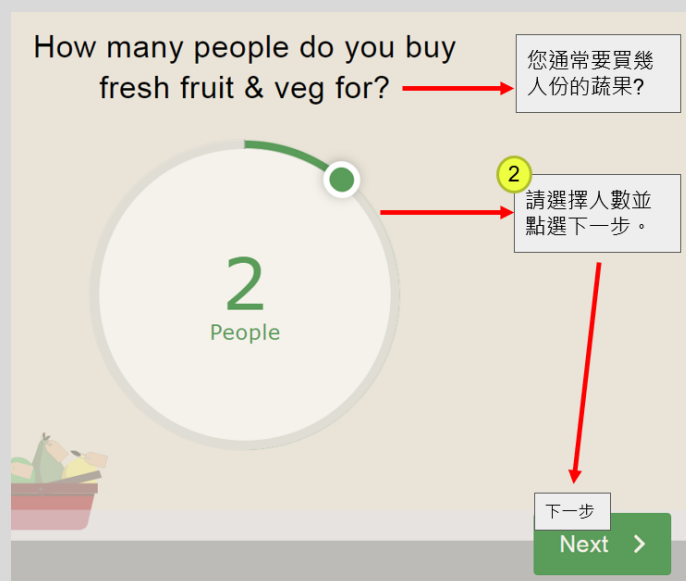 How many people do you buy
fresh fruit & veg for?
您通常要買幾
人份的蔬果?
2
請選擇人數並
點選下一步。
2
People
下一步
Next